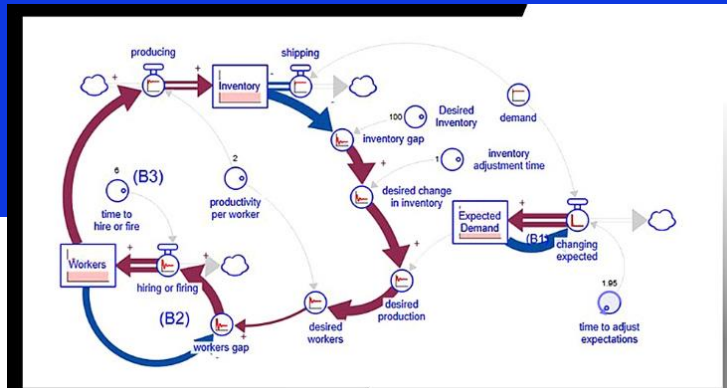 producing
shipping
+
+
-
Inventory
-
100
Desired
Inventory
demand
inventory gap
+
6
(B3)
2
1
inventory
adjustment time
time to
hire or fire
productivity
per worker
desired change
in inventory
Expected
Demand
+
+
(B1)
changing
expected
+
+
+
Workers
hiring or firing
desired
production
1.95
(B2)
+
+
desired
workers
workers gap
-
time to adjust
expectations